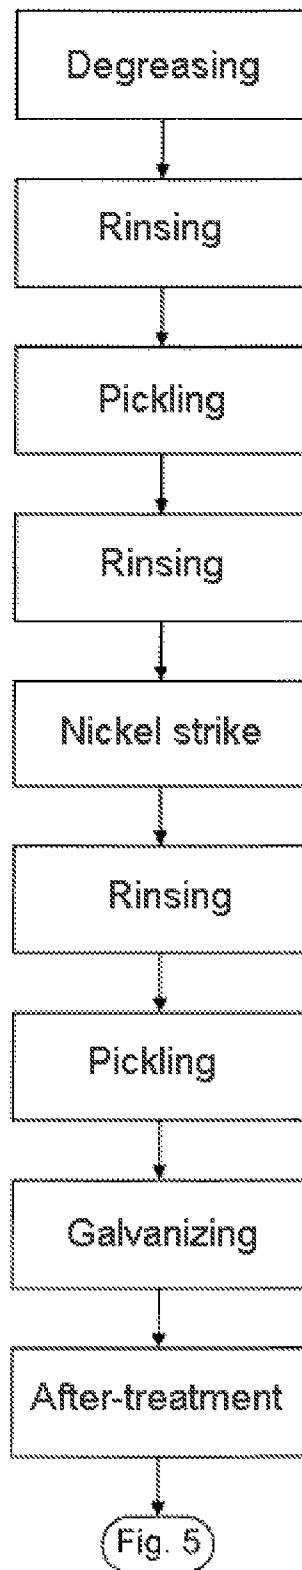 Degreasing
Rinsing
Pickling
Rinsing
Nickel strike
Rinsing
Pickling
Galvanizing
After-treatment
Fig. 5